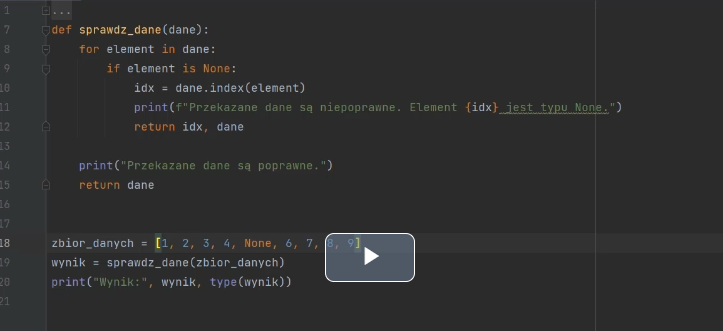 1 ...
7 def sprawdz_dane(dane):
8 for element in dane:
9 if element is None:
10 idx = dane.index(element)
11 print(f"Przekazane dane są niepoprawne. Element {idx} jest typu None.")
12 return idx, dane
13
14 print("Przekazane dane są poprawne.")
15 return dane
16
17
18 zbior_danych = [1, 2, 3, 4, None, 6, 7, 8, 9]
19 wynik = sprawdz_dane(zbior_danych)
20 print("Wynik:", wynik, type(wynik))
21